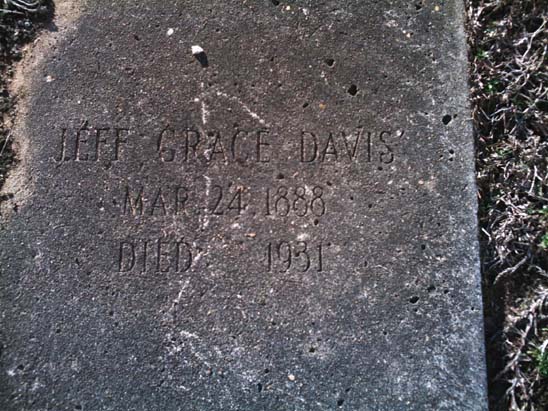 JEFF GRACE DAVIS
MAR. 24, 1888
DIED 1931